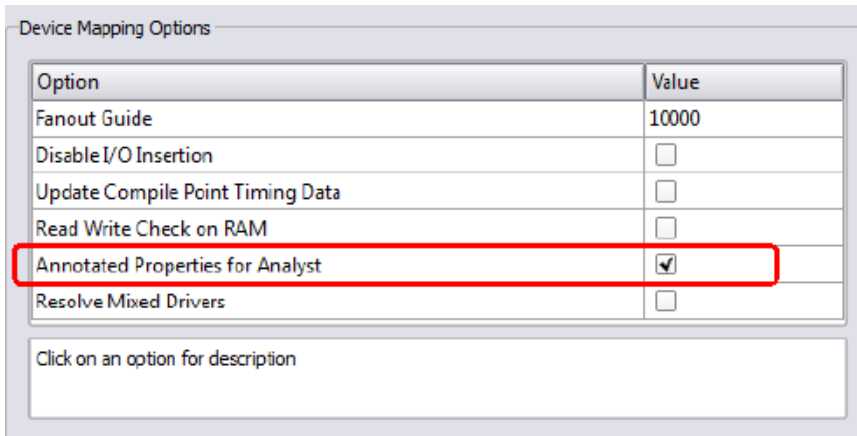 Device Mapping Options
Option Value
Fanout Guide 10000
Disable I/O Insertion
Update Compile Point Timing Data
Read Write Check on RAM
Annotated Properties for Analyst
Resolve Mixed Drivers
Click on an option for description